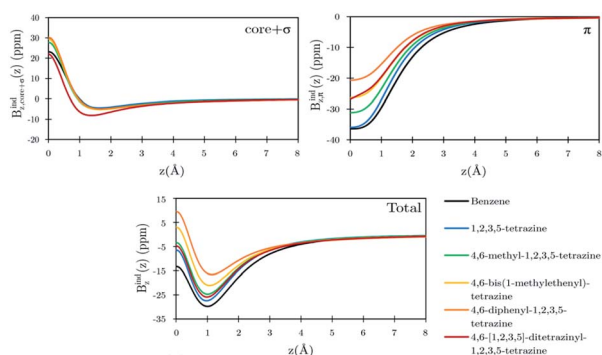 core+σ
40
30
20
10
0
-10
-20
0 1 2 3 4 5 6 7 8
B^ind_z,core+σ(z) (ppm)
z(Å)
π
0
-10
-20
-30
-40
0 1 2 3 4 5 6 7 8
B^ind_z,π(z) (ppm)
z(Å)
Total
15
5
-5
-15
-25
-35
0 1 2 3 4 5 6 7 8
B^ind_z(z) (ppm)
z(Å)
Benzene
1,2,3,5-tetrazine
4,6-methyl-1,2,3,5-tetrazine
4,6-bis(1-methylethenyl)-
tetrazine
4,6-diphenyl-1,2,3,5-
tetrazine
4,6-[1,2,3,5]-ditetrazinyl-
1,2,3,5-tetrazine